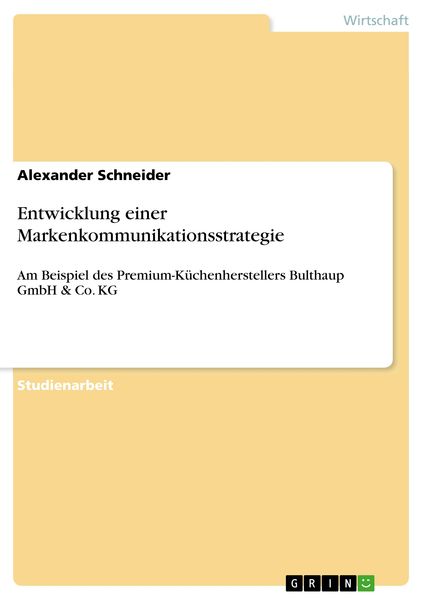 Wirtschaft
Alexander Schneider
Entwicklung einer
Markenkommunikationsstrategie
Am Beispiel des Premium-Küchenherstellers Bulthaup
GmbH & Co. KG
Studienarbeit
GRIN